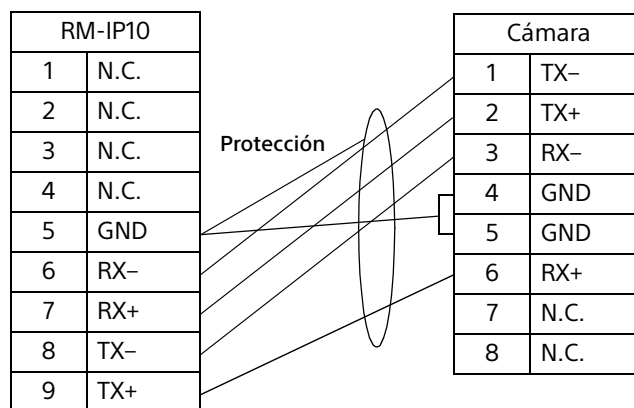 RM-IP10
1 N.C.
2 N.C.
3 N.C.
4 N.C.
5 GND
6 RX–
7 RX+
8 TX–
9 TX+
Protección
Cámara
1 TX–
2 TX+
3 RX–
4 GND
5 GND
6 RX+
7 N.C.
8 N.C.